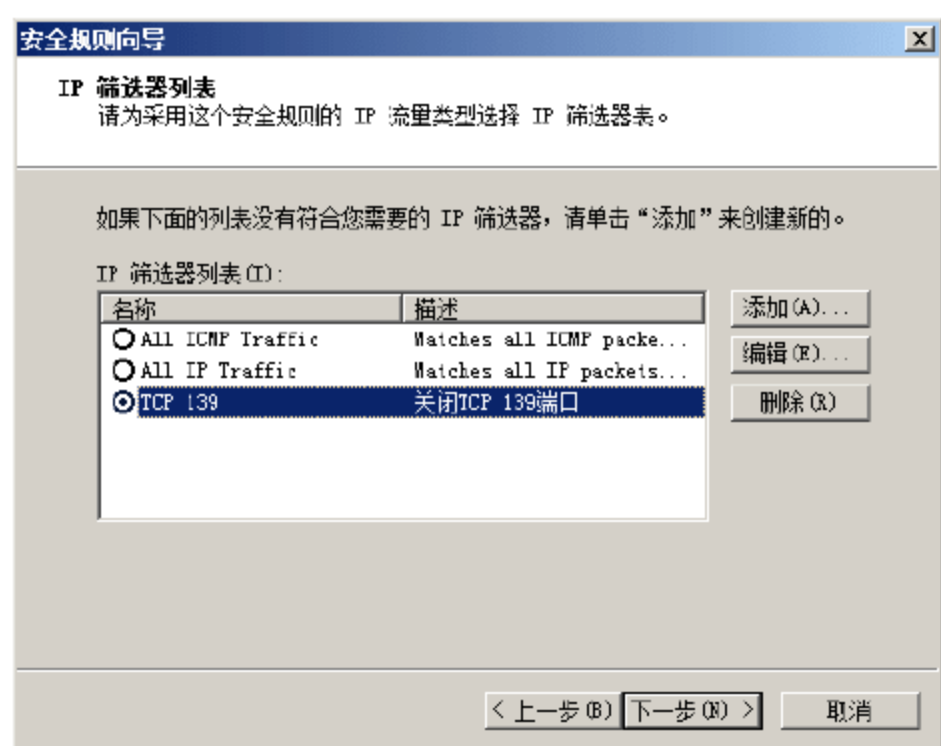 安全规则向导
IP 筛选器列表
请为采用这个安全规则的 IP 流量类型选择 IP 筛选器表。
如果下面的列表没有符合您需要的 IP 筛选器，请单击“添加”来创建新的。
IP 筛选器列表(I):
名称 描述
All ICMP Traffic Matches all ICMP packe...
All IP Traffic Matches all IP packets...
TCP 139 关闭TCP 139端口
添加(A)...
编辑(E)...
删除(R)
< 上一步(B) 下一步(N) > 取消